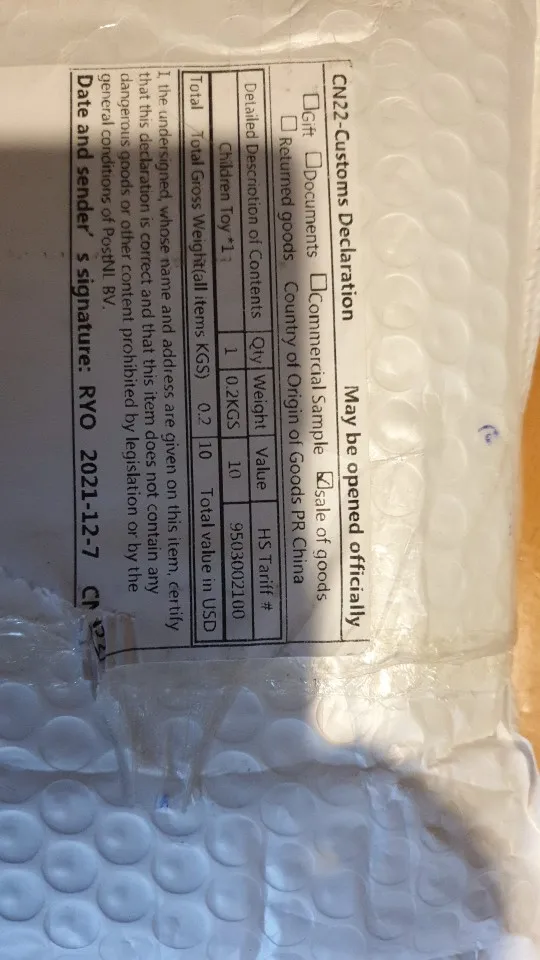 CN22-Customs Declaration May be opened officially
☐Gift ☐Documents ☐Commercial Sample ☑sale of goods
☐ Returned goods Country of Origin of Goods PR China
Detailed Descriotion of Contents Qty Weight Value HS Tariff #
Children Toy*1 1 0.2KGS 10 9503002100
Total Total Gross Weight(all items KGS) 0.2 10 Total value in USD
I, the undersigned, whose name and address are given on this item, certify
that this declaration is correct and that this item does not contain any
dangerous goods or other content prohibited by legislation or by the
general conditions of PostNL BV.
Date and sender' s signature: RYO 2021-12-7